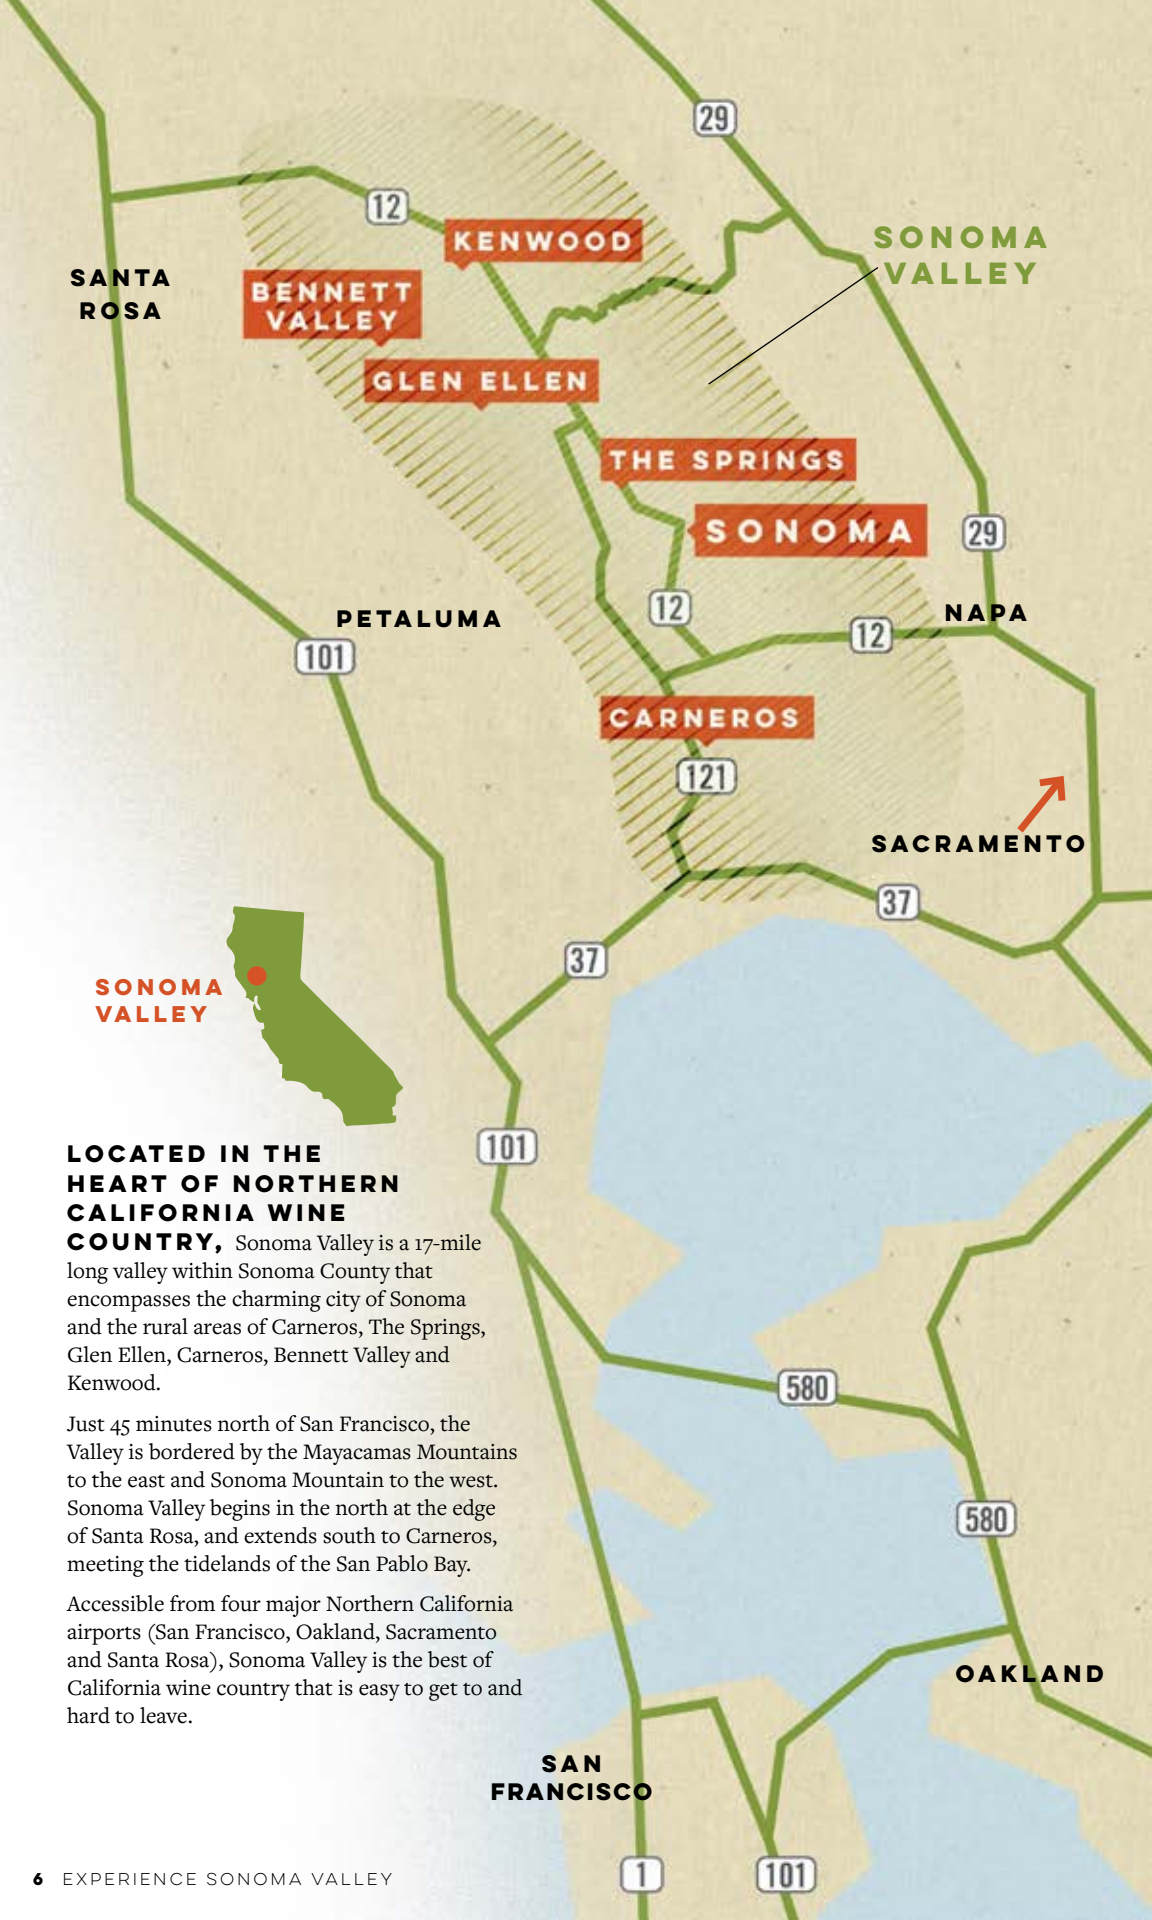 29
12
KENWOOD
SONOMA
VALLEY
SANTA
ROSA
BENNETT
VALLEY
GLEN ELLEN
THE SPRINGS
SONOMA
29
12
NAPA
PETALUMA
12
101
CARNEROS
121
SACRAMENTO
37
37
SONOMA
VALLEY
101
LOCATED IN THE
HEART OF NORTHERN
CALIFORNIA WINE
COUNTRY, Sonoma Valley is a 17-mile
long valley within Sonoma County that
encompasses the charming city of Sonoma
and the rural areas of Carneros, The Springs,
Glen Ellen, Carneros, Bennett Valley and
Kenwood.
Just 45 minutes north of San Francisco, the
Valley is bordered by the Mayacamas Mountains
to the east and Sonoma Mountain to the west.
Sonoma Valley begins in the north at the edge
of Santa Rosa, and extends south to Carneros,
meeting the tidelands of the San Pablo Bay.
Accessible from four major Northern California
airports (San Francisco, Oakland, Sacramento
and Santa Rosa), Sonoma Valley is the best of
California wine country that is easy to get to and
hard to leave.
580
580
OAKLAND
SAN
FRANCISCO
1
101
6 EXPERIENCE SONOMA VALLEY